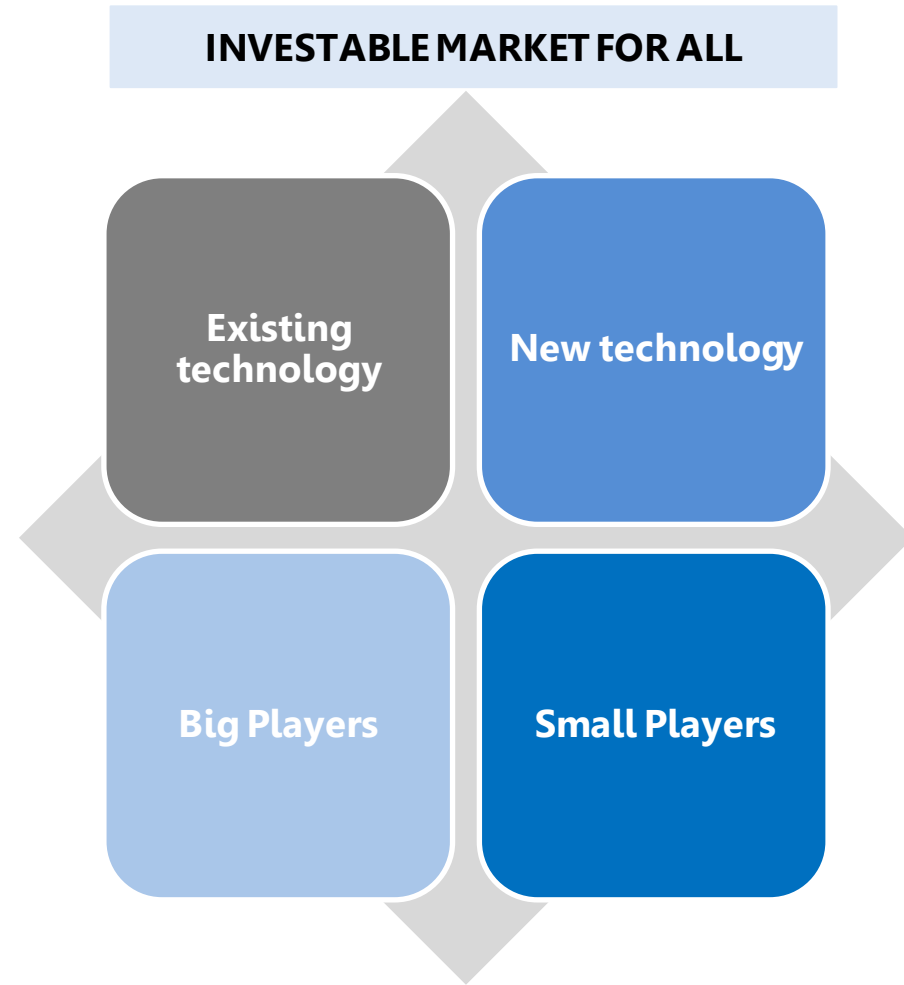 INVESTABLE MARKET FOR ALL
Existing
technology
New technology
Big Players
Small Players